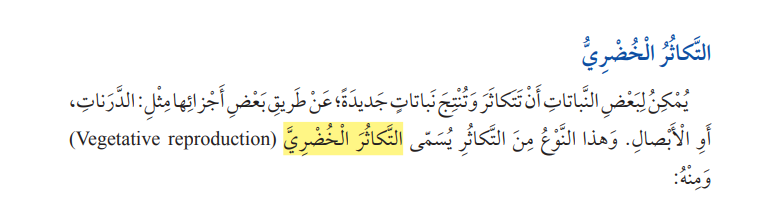 التَّكاثُرُ الْخُضْرِيُّ
يُمْكِنُ لِبَعْضِ النَّباتاتِ أَنْ تَتَكاثَرَ وَتُنْتِجَ نَباتاتٍ جَديدَةً؛ عَنْ طَريقِ بَعْضِ أَجْزائِها مِثْلِ: الدَّرَناتِ،
أَوِ الْأَبْصالِ. وَهذا النَّوْعُ مِنَ التَّكاثُرِ يُسَمّى التَّكاثُرَ الْخُضْرِيَّ (Vegetative reproduction)
وَمِنْهُ: